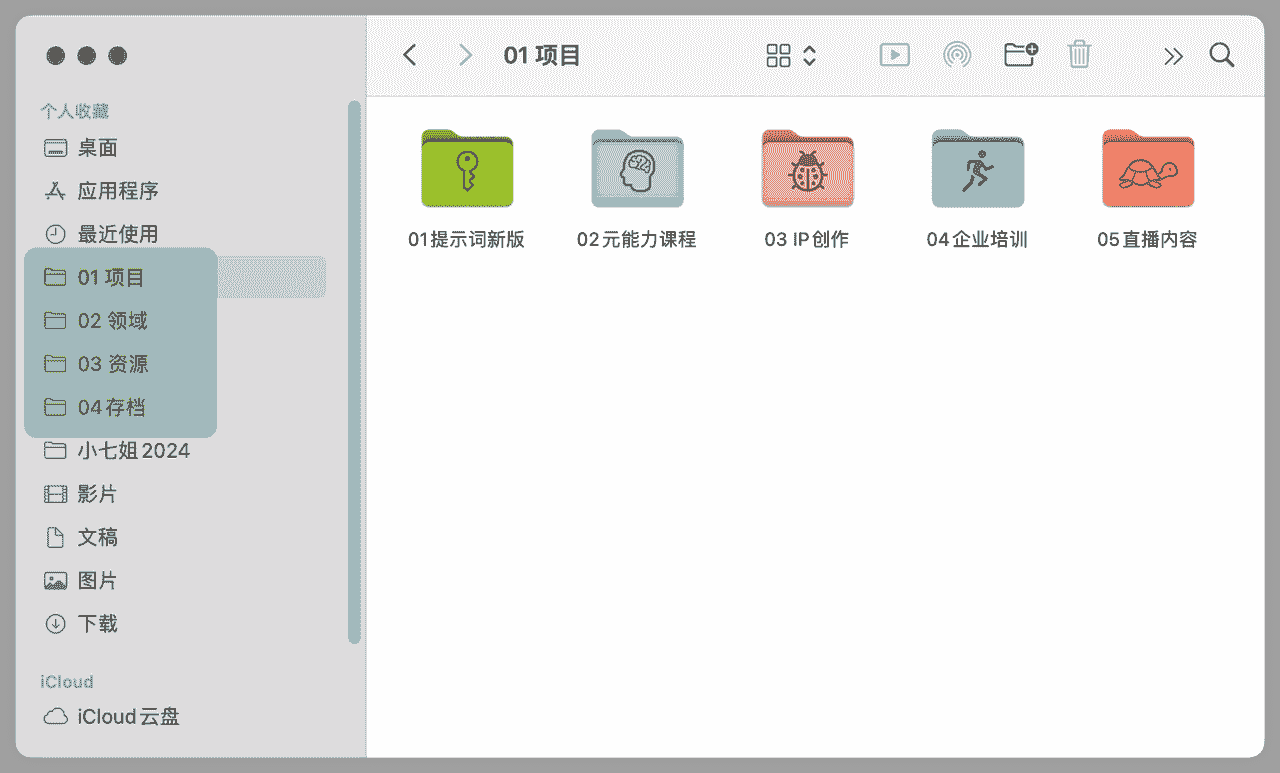 01 项目
个人收藏
桌面
应用程序
最近使用
01 项目
02 领域
03 资源
04存档
小七姐2024
影片
文稿
图片
下载
iCloud
iCloud云盘
01提示词新版
02元能力课程
03 IP创作
04企业培训
05直播内容